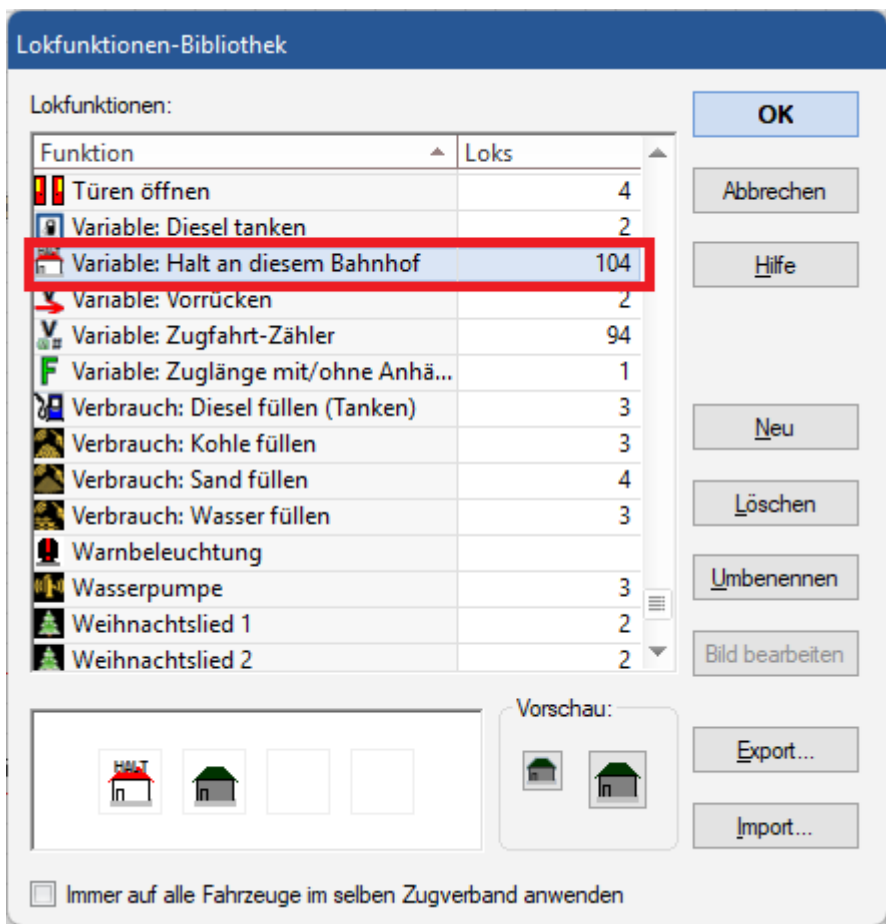 Lokfunktionen-Bibliothek
Lokfunktionen:
OK
Funktion Loks
Türen öffnen 4
Abbrechen
Variable: Diesel tanken 2
Variable: Halt an diesem Bahnhof 104
Hilfe
Variable: Vorrücken 2
Variable: Zugfahrt-Zähler 94
Variable: Zuglänge mit/ohne Anhä... 1
Verbrauch: Diesel füllen (Tanken) 3
Neu
Verbrauch: Kohle füllen 3
Verbrauch: Sand füllen 4
Löschen
Verbrauch: Wasser füllen 3
Warnbeleuchtung
Umbenennen
Wasserpumpe 3
Weihnachtslied 1 2
Weihnachtslied 2 2
Bild bearbeiten
Vorschau:
HALT
Export...
Import...
Immer auf alle Fahrzeuge im selben Zugverband anwenden